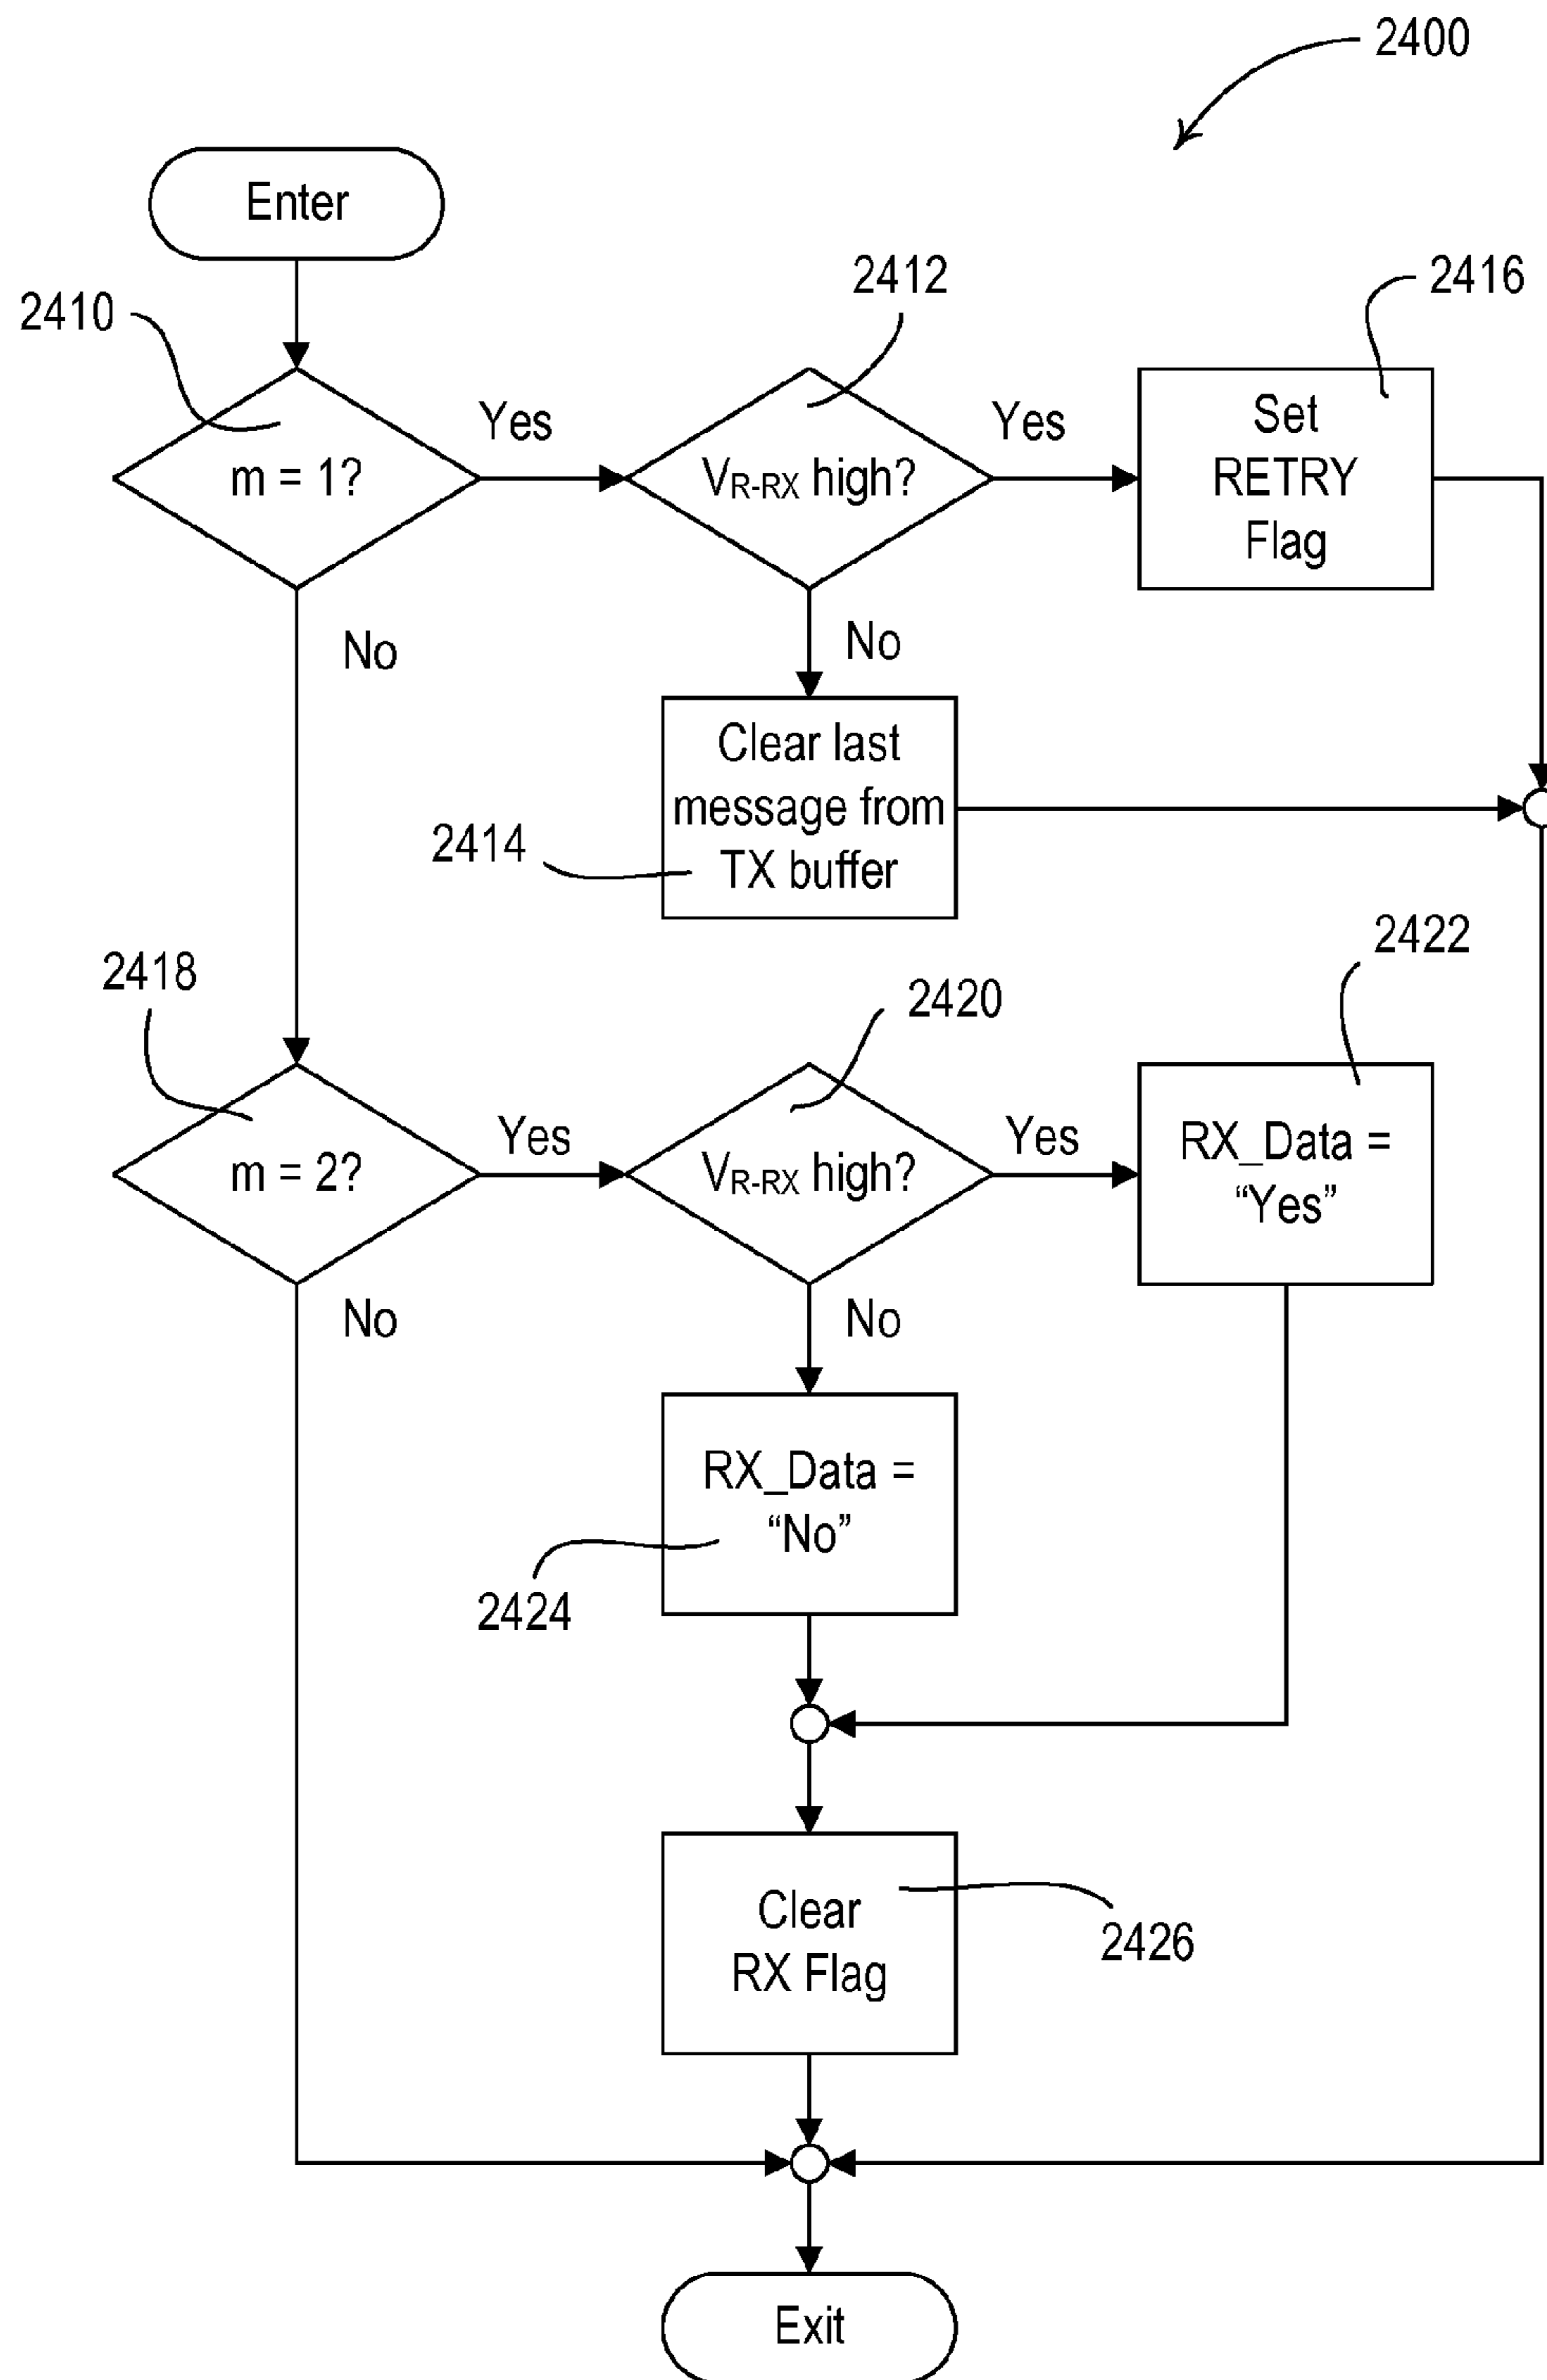 2400
Enter
2410
2412
2416
m = 1?
Yes
V_R-RX high?
Yes
Set
RETRY
Flag
No
No
Clear last
message from
TX buffer
2414
2418
2420
2422
m = 2?
Yes
V_R-RX high?
Yes
RX_Data =
“Yes”
No
No
RX_Data =
“No”
2424
Clear
RX Flag
2426
Exit